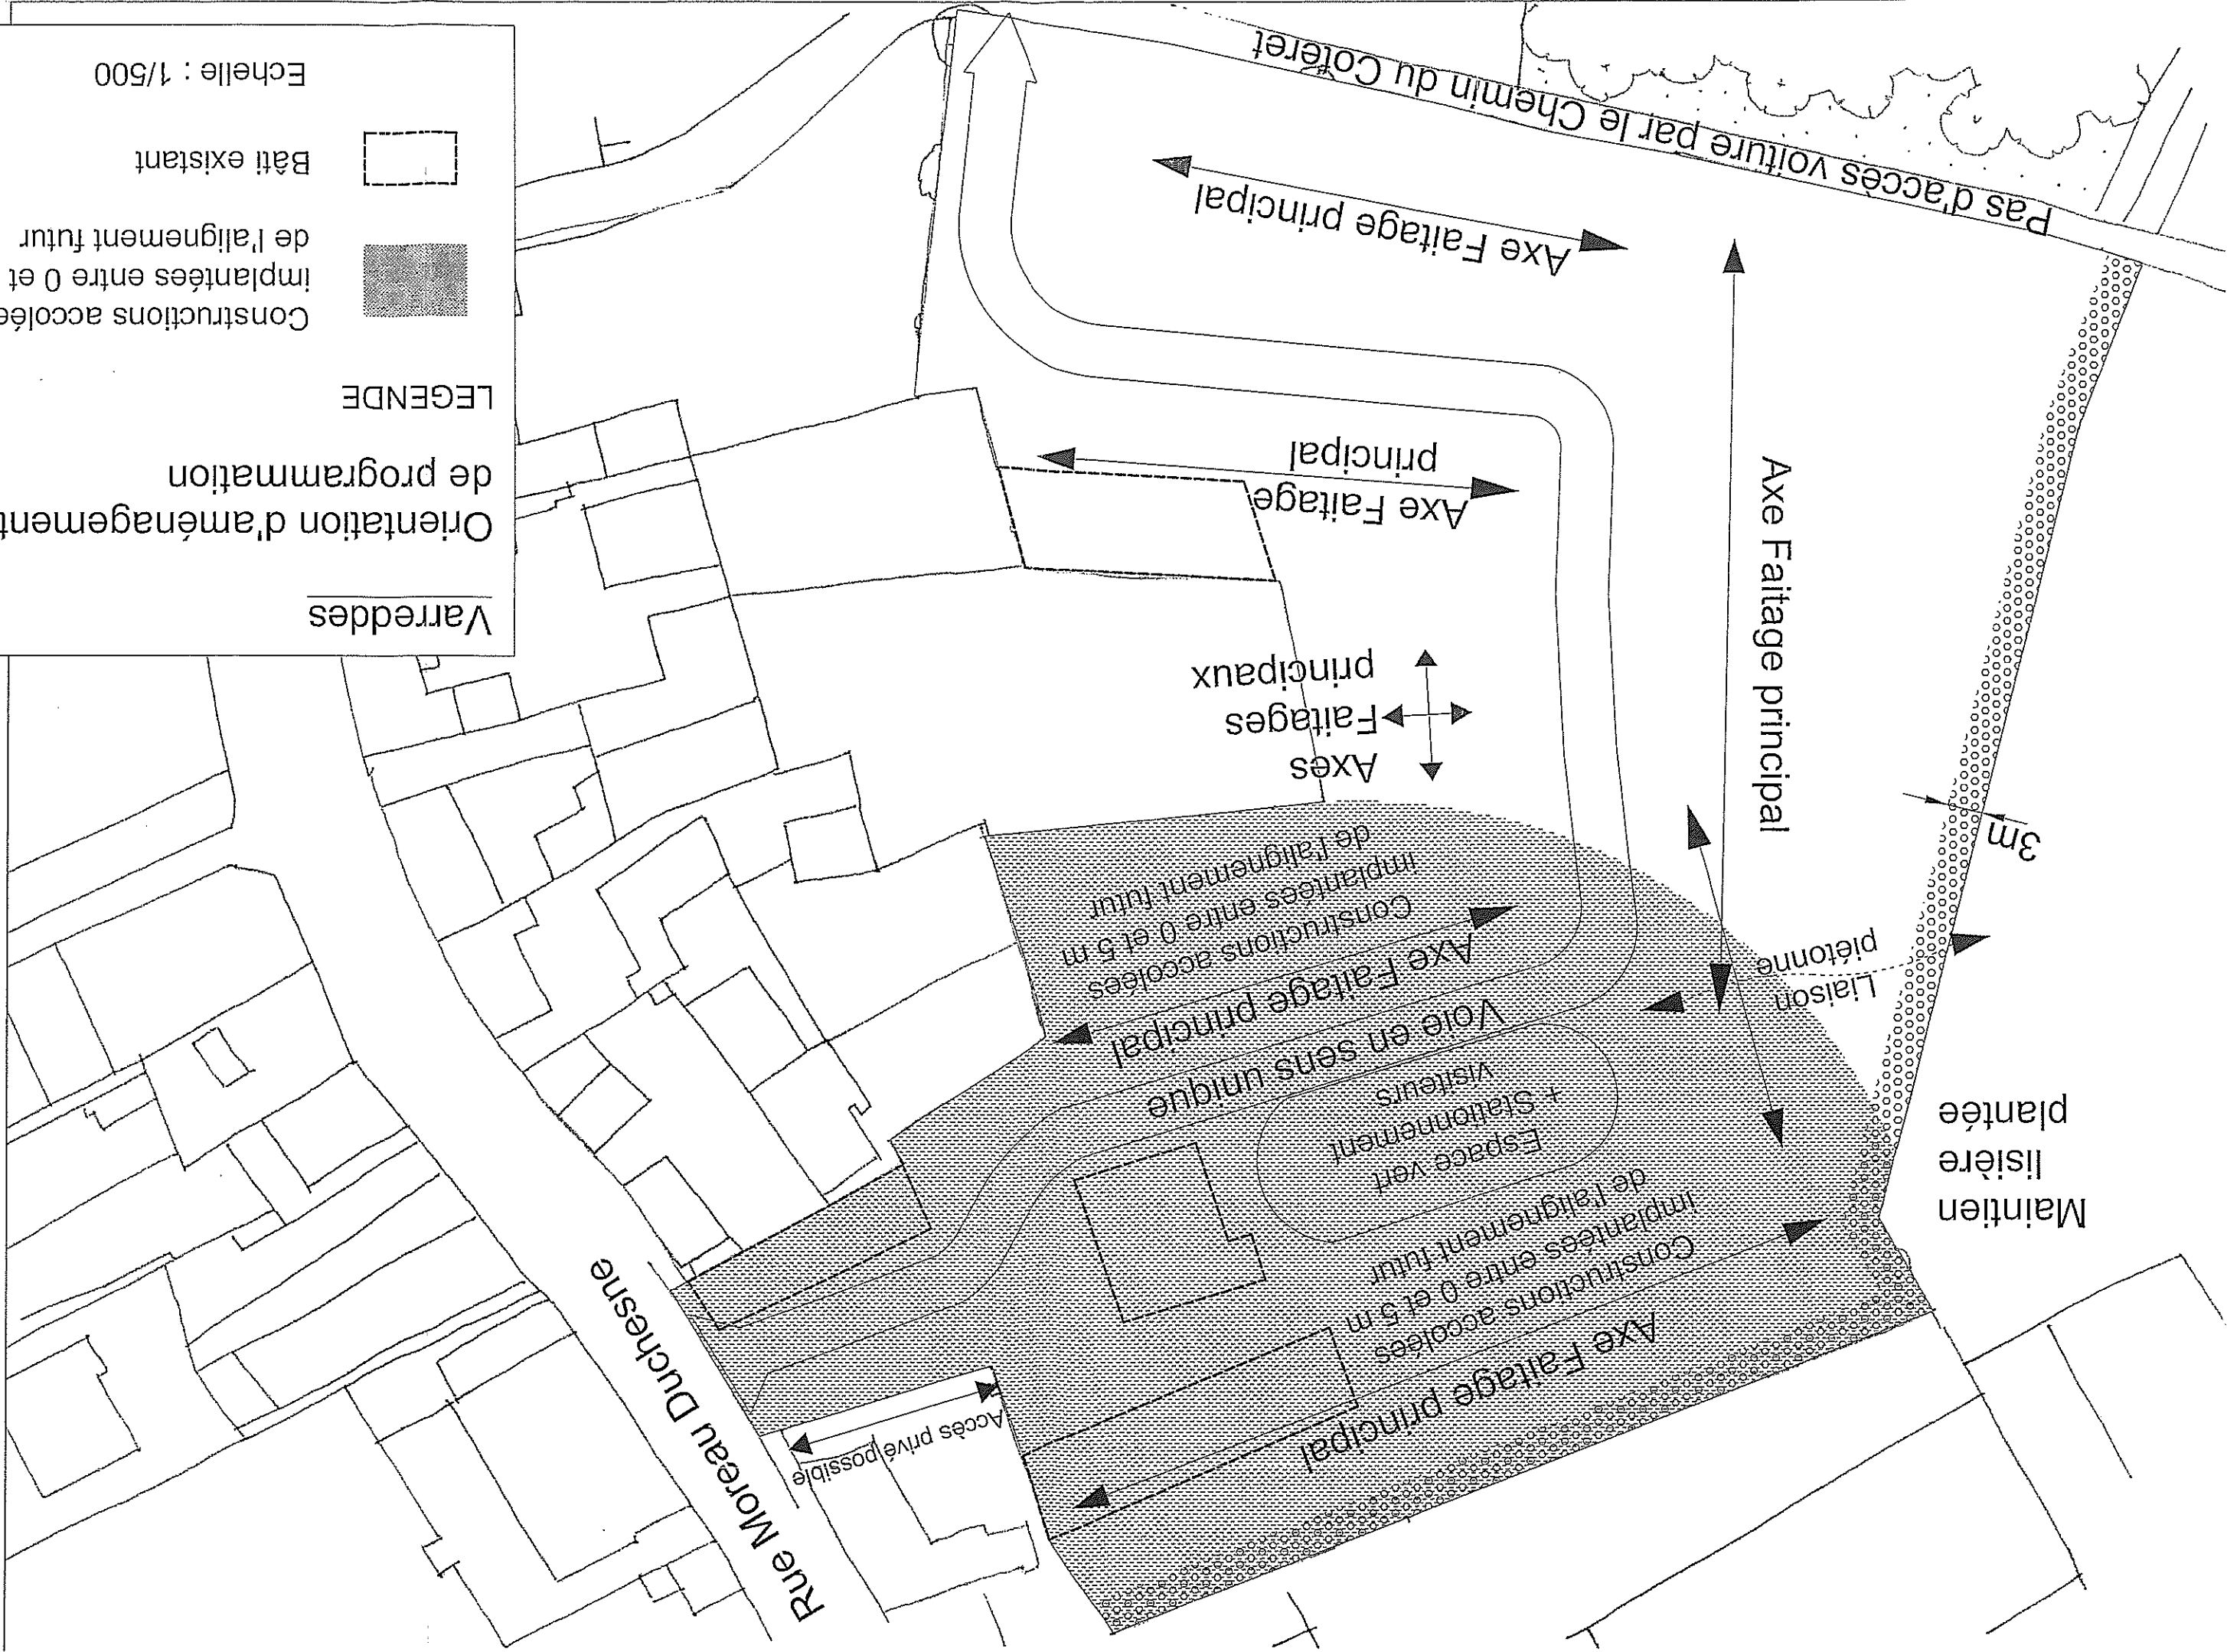 Varreddes
Orientation d'aménagement
de programmation
LEGENDE
Constructions
implantées entre 0 et
de l'alignement futur
Bâti existant
Echelle : 1/500
Rue Moreau Duchesne
Accès privé possible
Axe Faitage principal
Constructions accolées
implantées entre 0 et 5 m
de l'alignement futur
Espace vert
+ Stationnement
visiteurs
Voie en sens unique
Axe Faitage principal
Constructions accolées
implantées entre 0 et 5 m
de l'alignement futur
Maintien
lisière
plantée
Liaison
piétonne
3m
Axe Faitage principal
Axes
Faitages
principaux
Axe Faitage
principal
Axe Faitage principal
Pas d'accès voiture par le Chemin du Coteret